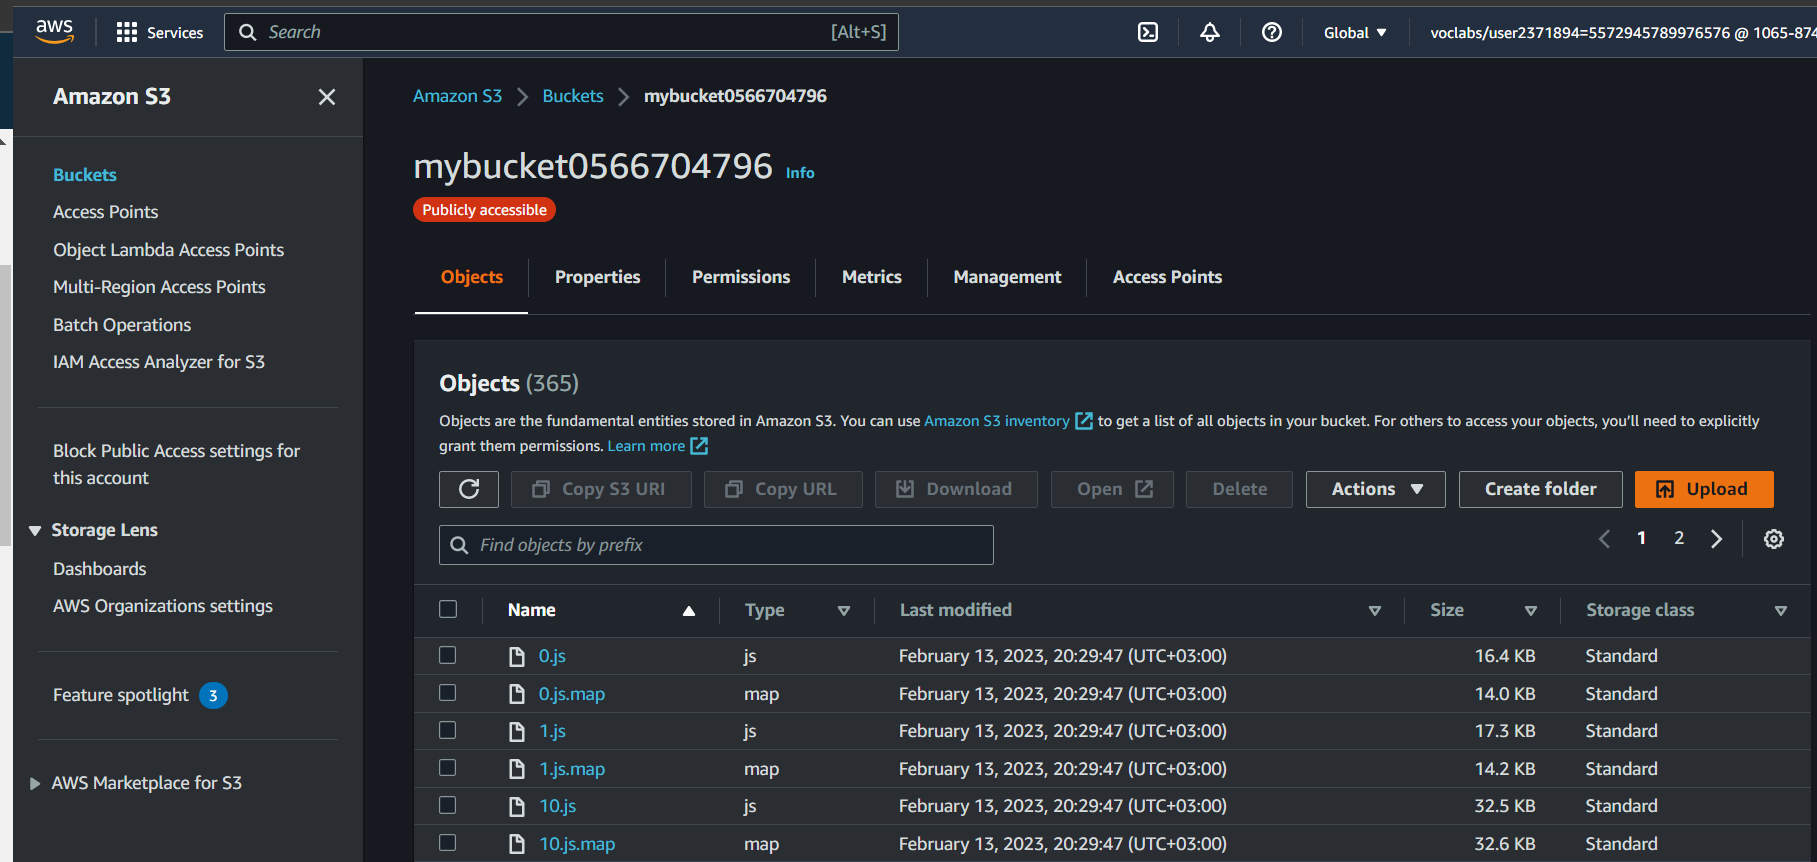 aws Services Search [Alt+S] Global voclabs/user2371894=5572945789976576 @ 1065-874
Amazon S3
Amazon S3 Buckets mybucket0566704796
mybucket0566704796 Info
Publicly accessible
Buckets
Access Points
Object Lambda Access Points
Multi-Region Access Points
Batch Operations
IAM Access Analyzer for S3
Block Public Access settings for
this account
Storage Lens
Dashboards
AWS Organizations settings
Feature spotlight 3
AWS Marketplace for S3
Objects Properties Permissions Metrics Management Access Points
Objects (365)
Objects are the fundamental entities stored in Amazon S3. You can use Amazon S3 inventory to get a list of all objects in your bucket. For others to access your objects, you’ll need to explicitly
grant them permissions. Learn more
Copy S3 URI Copy URL Download Open Delete Actions Create folder Upload
Find objects by prefix 1 2
Name Type Last modified Size Storage class
0.js js February 13, 2023, 20:29:47 (UTC+03:00) 16.4 KB Standard
0.js.map map February 13, 2023, 20:29:47 (UTC+03:00) 14.0 KB Standard
1.js js February 13, 2023, 20:29:47 (UTC+03:00) 17.3 KB Standard
1.js.map map February 13, 2023, 20:29:47 (UTC+03:00) 14.2 KB Standard
10.js js February 13, 2023, 20:29:47 (UTC+03:00) 32.5 KB Standard
10.js.map map February 13, 2023, 20:29:47 (UTC+03:00) 32.6 KB Standard